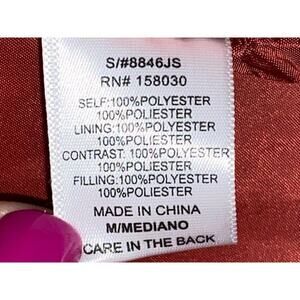 S/#8846JS
RN# 158030
SELF:100%POLYESTER
100%POLIESTER
LINING:100%POLYESTER
100%POLIESTER
CONTRAST: 100%POLYESTER
100%POLIESTER
FILLING:100%POLYESTER
100%POLIESTER
MADE IN CHINA
M/MEDIANO
CARE IN THE BACK